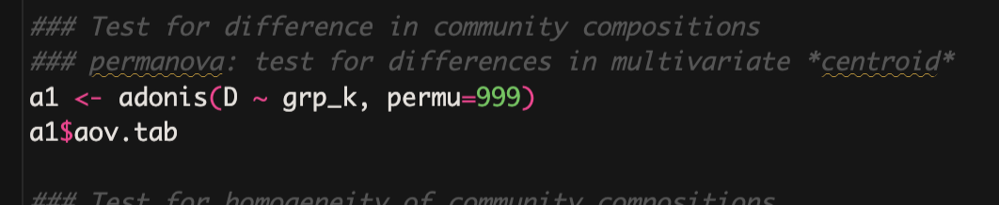 ### Test for difference in community compositions
### permanova: test for differences in multivariate *centroid*
a1 <- adonis(D ~ grp_k, permu=999)
a1$aov.tab
### Test for homogeneity of community compositions